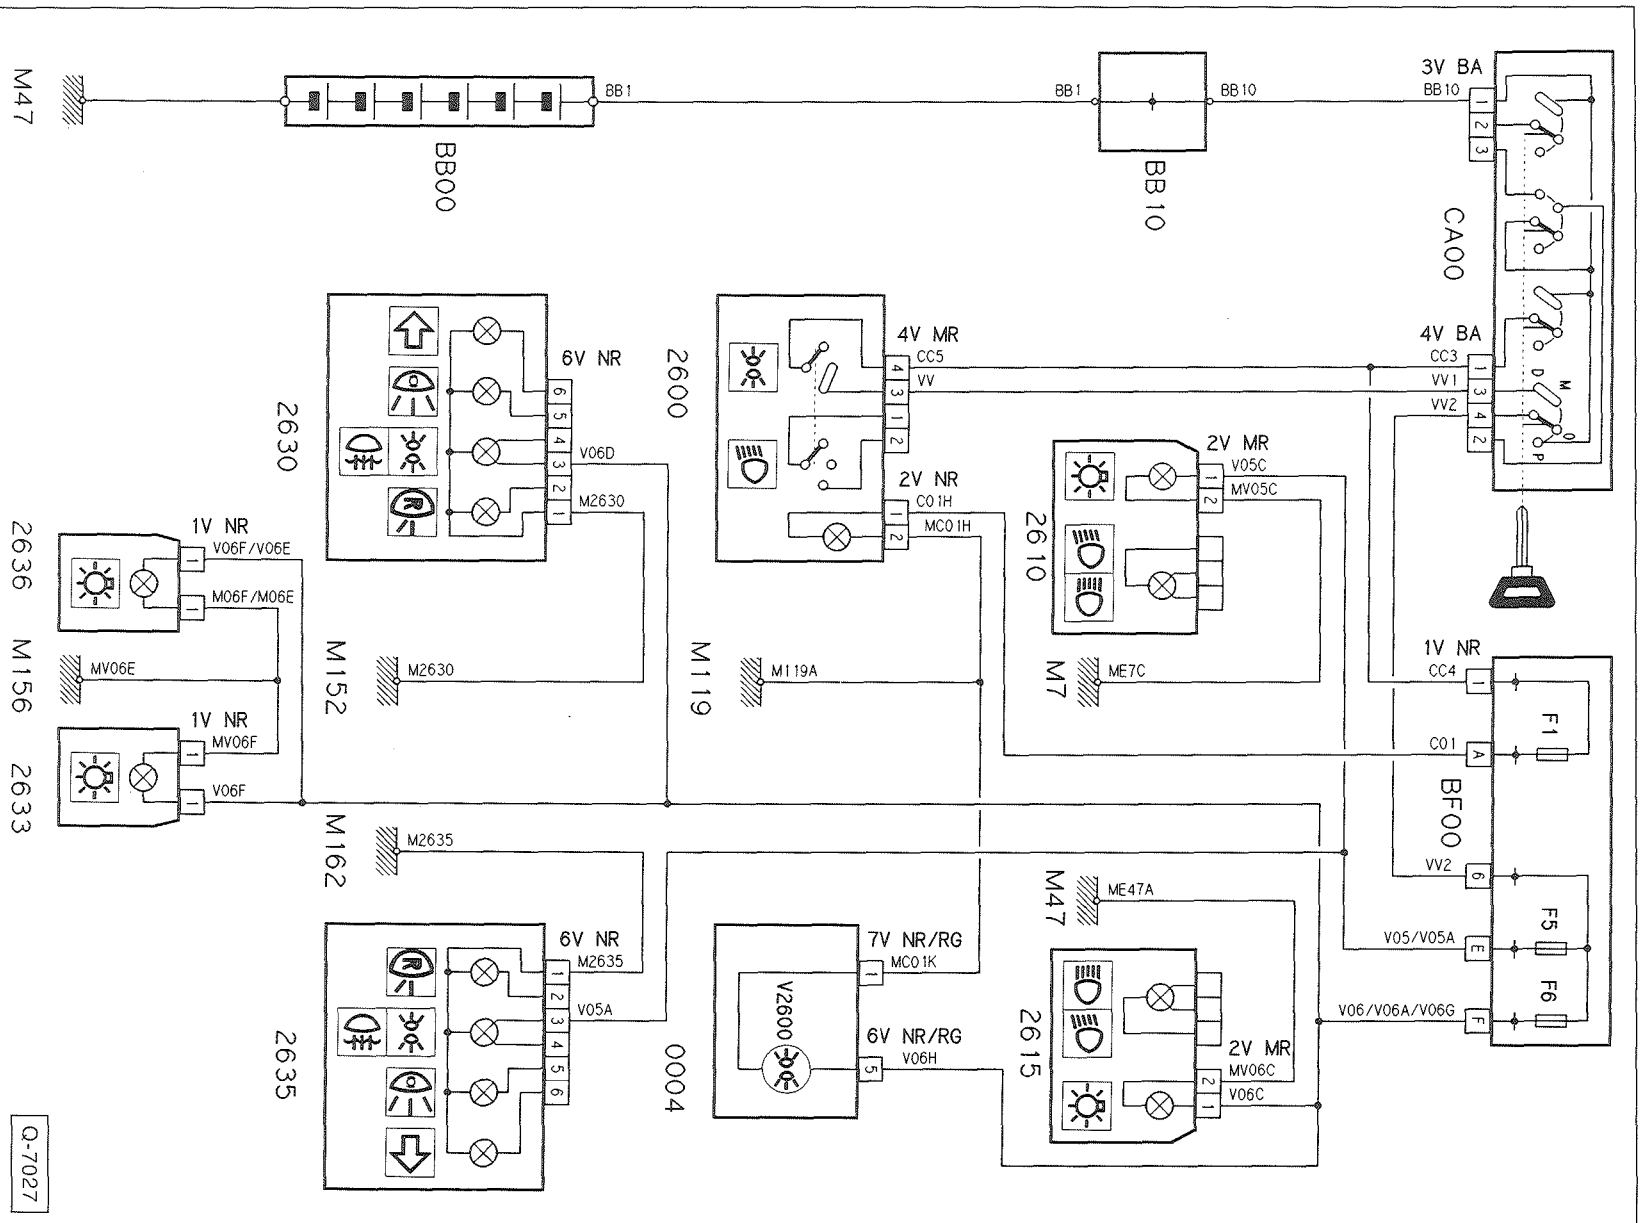 3V BA
BB10
1
2
3
CA00
BB10
BB1
BB10
BB1
BB00
M47
4V BA
CC3
1
VV1
3
VV2
4
2
M
D
O
P
4V MR
CC5
4
VV
3
1
2
2600
2V NR
C01H
1
MC01H
2
6V NR
6
5
4
V06D
3
2
M2630
1
O
R
2630
2V MR
V05C
1
MV05C
2
2610
1V NR
V06F/V06E
1
M06F/M06E
1
2636
MV06E
M156
M2630
M152
M119A
M119
ME7C
M7
1V NR
CC4
1
F1
C01
A
BF00
VV2
6
F5
V05/V05A
E
F6
V06/V06A/V06G
F
1V NR
MV06F
1
V06F
1
2633
M2635
M162
ME47A
M47
6V NR
M2635
1
2
V05A
3
4
5
6
R
O
2635
7V NR/RG
MC01K
1
V2600
6V NR/RG
V06H
5
0004
2V MR
MV06C
2
V06C
1
2615
Q-7027